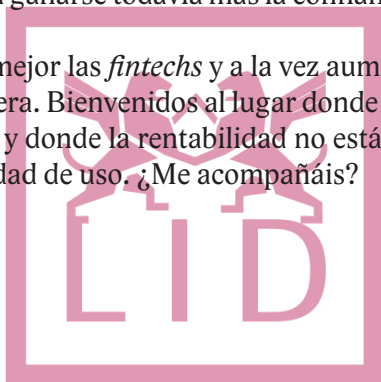 ganarse todavía más la confian
mejor las fintechs y a la vez aum
era. Bienvenidos al lugar donde
y donde la rentabilidad no está
dad de uso. ¿Me acompañáis?
LID